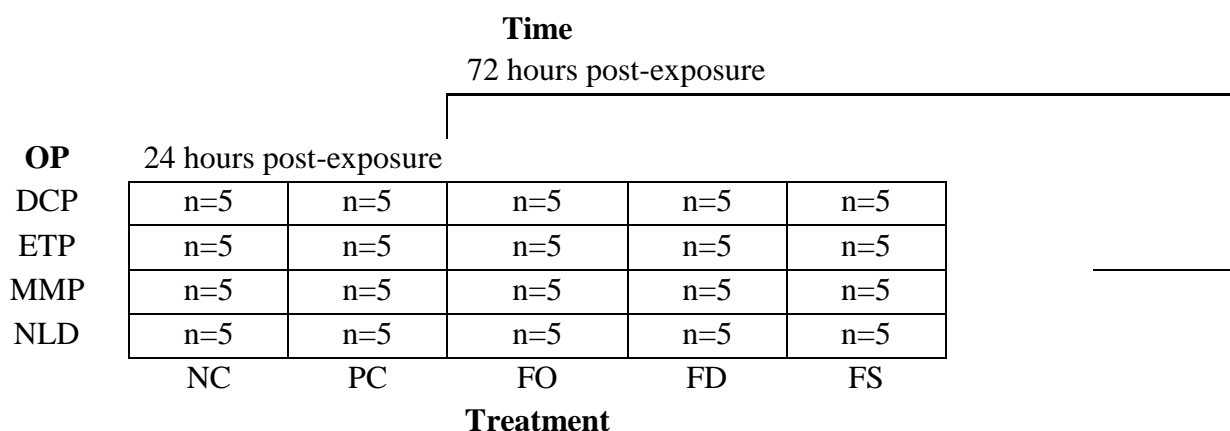 Time
72 hours post-exposure
OP 24 hours post-exposure
DCP n=5 n=5 n=5 n=5 n=5
ETP n=5 n=5 n=5 n=5 n=5
MMP n=5 n=5 n=5 n=5 n=5
NLD n=5 n=5 n=5 n=5 n=5
NC PC FO FD FS
Treatment